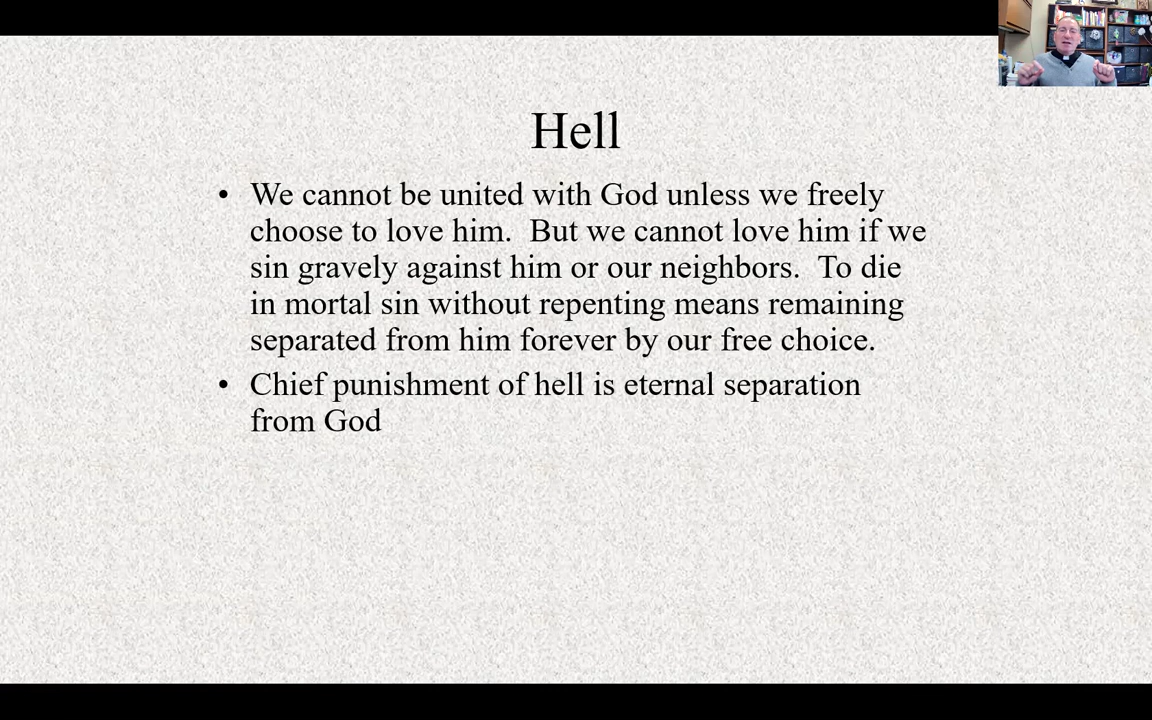 Hell
• We cannot be united with God unless we freely
choose to love him.  But we cannot love him if we
sin gravely against him or our neighbors.  To die
in mortal sin without repenting means remaining
separated from him forever by our free choice.
• Chief punishment of hell is eternal separation
from God